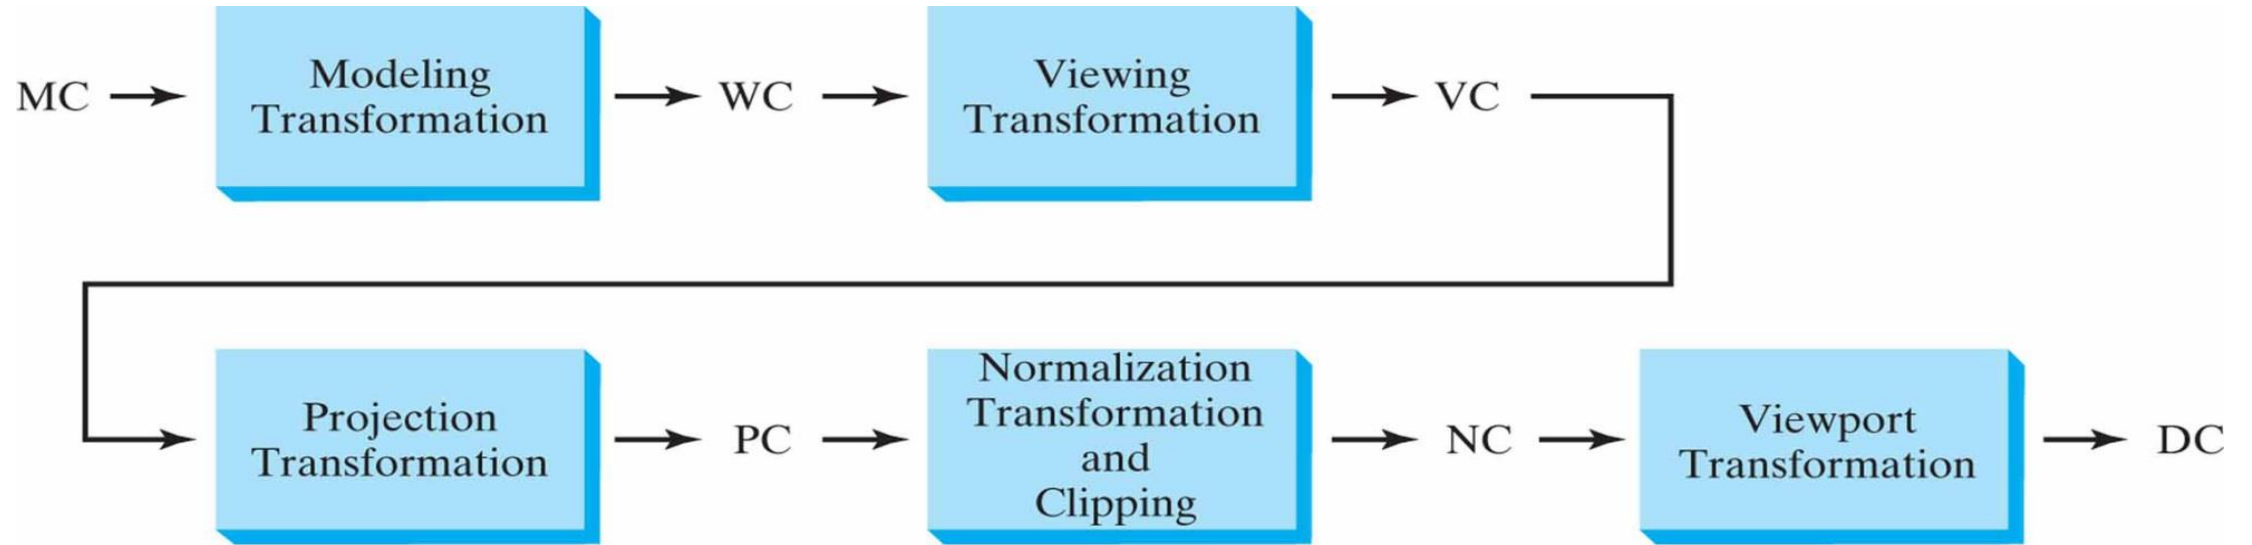 MC
Modeling
Transformation
WC
Viewing
Transformation
VC
Projection
Transformation
PC
Normalization
Transformation
and
Clipping
NC
Viewport
Transformation
DC